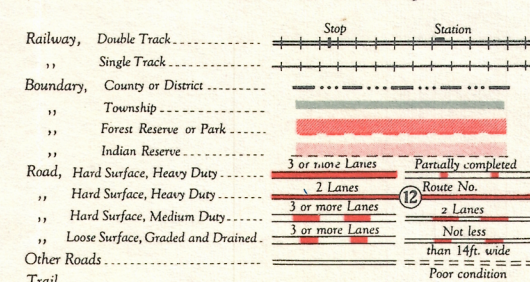 Stop Station
Railway, Double Track
,, Single Track
Boundary, County or District
,, Township
,, Forest Reserve or Park
,, Indian Reserve
3 or more Lanes Partially completed
Road, Hard Surface, Heavy Duty
2 Lanes Route No.
,, Hard Surface, Heavy Duty 12
3 or more Lanes 2 Lanes
,, Hard Surface, Medium Duty
3 or more Lanes Not less
,, Loose Surface, Graded and Drained
than 14ft. wide
Other Roads
Poor condition
Trail